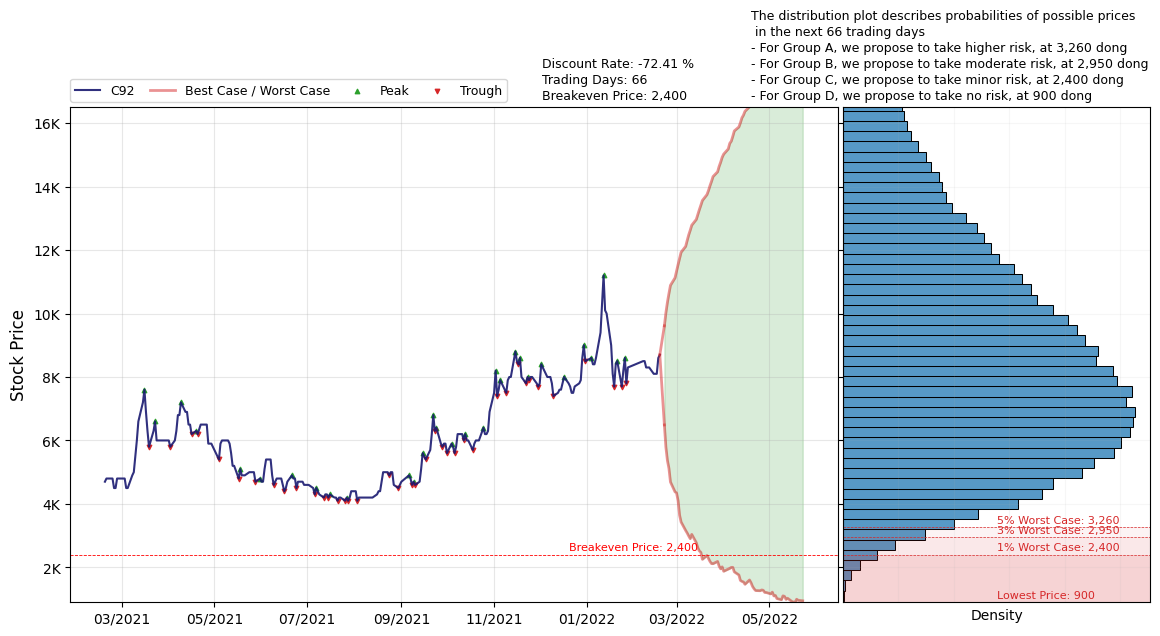 The distribution plot describes probabilities of possible prices
in the next 66 trading days
- For Group A, we propose to take higher risk, at 3,260 dong
- For Group B, we propose to take moderate risk, at 2,950 dong
- For Group C, we propose to take minor risk, at 2,400 dong
- For Group D, we propose to take no risk, at 900 dong
Discount Rate: -72.41 %
Trading Days: 66
Breakeven Price: 2,400
C92
Best Case / Worst Case
Peak
Trough
Stock Price
16K
14K
12K
10K
8K
6K
4K
2K
Breakeven Price: 2,400
5% Worst Case: 3,260
3% Worst Case: 2,950
1% Worst Case: 2,400
Lowest Price: 900
03/2021
05/2021
07/2021
09/2021
11/2021
01/2022
03/2022
05/2022
Density